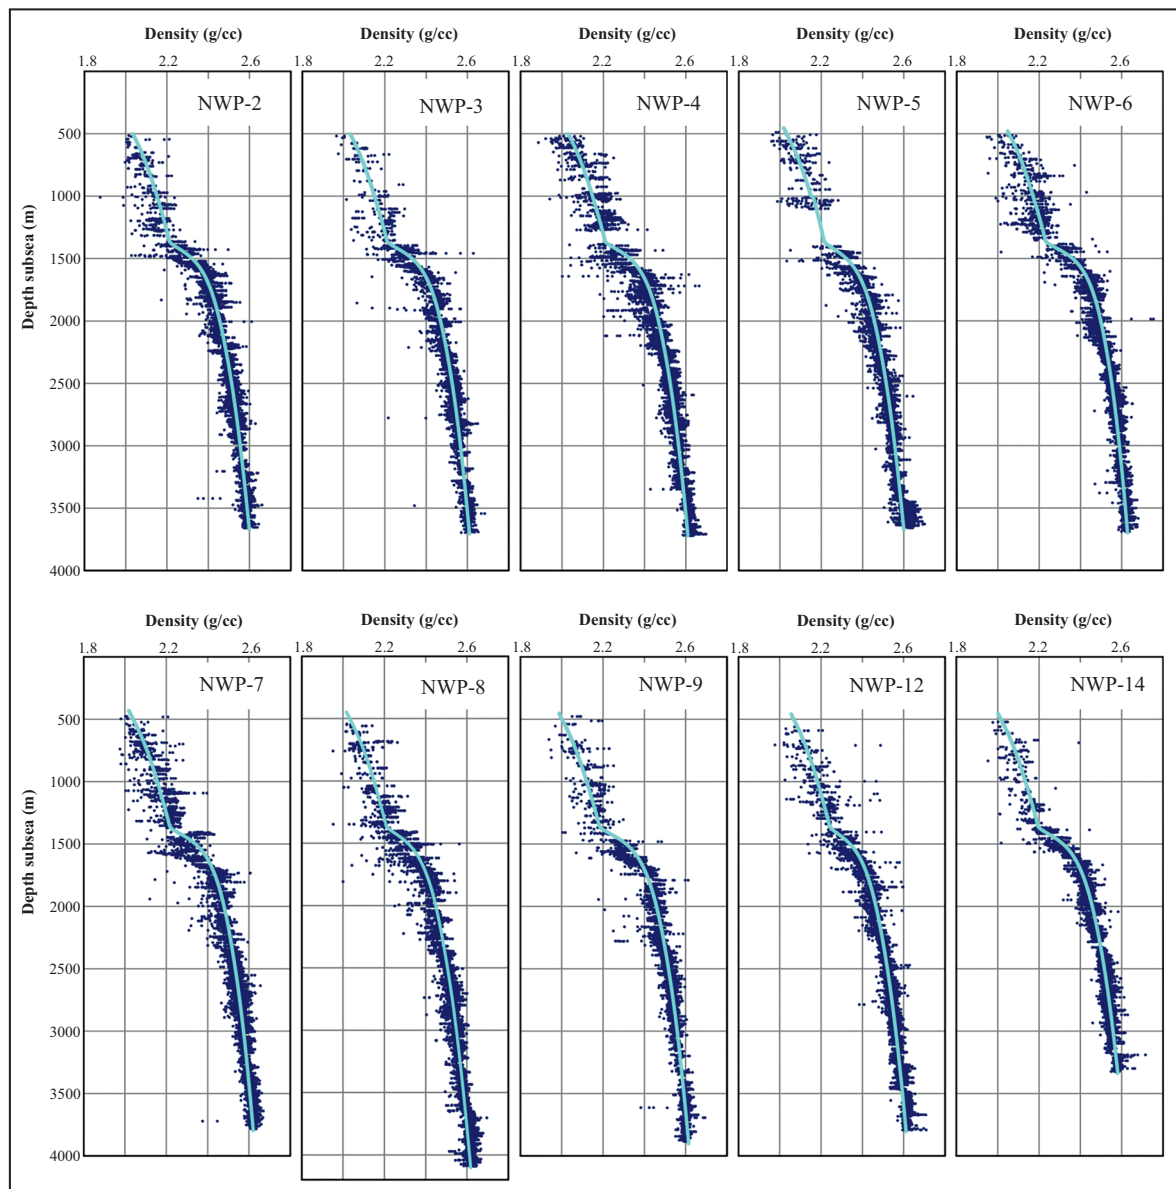 Density (g/cc) Density (g/cc) Density (g/cc) Density (g/cc) Density (g/cc)
1.8 2.2 2.6 1.8 2.2 2.6 1.8 2.2 2.6 1.8 2.2 2.6 1.8 2.2 2.6
NWP-2 NWP-3 NWP-4 NWP-5 NWP-6
500
1000
1500
2000
2500
3000
3500
4000
Depth subsea (m)
Density (g/cc) Density (g/cc) Density (g/cc) Density (g/cc) Density (g/cc)
1.8 2.2 2.6 1.8 2.2 2.6 1.8 2.2 2.6 1.8 2.2 2.6 1.8 2.2 2.6
NWP-7 NWP-8 NWP-9 NWP-12 NWP-14
500
1000
1500
2000
2500
3000
3500
4000
Depth subsea (m)